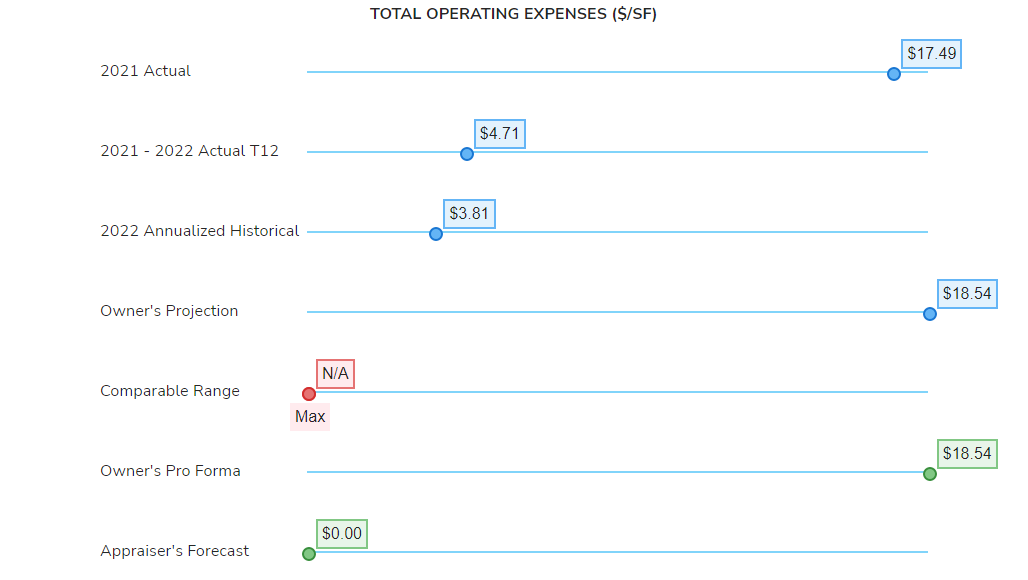 TOTAL OPERATING EXPENSES ($/SF)
2021 Actual
$17.49
2021 - 2022 Actual T12
$4.71
2022 Annualized Historical
$3.81
Owner's Projection
$18.54
Comparable Range
N/A
Max
Owner's Pro Forma
$18.54
Appraiser's Forecast
$0.00